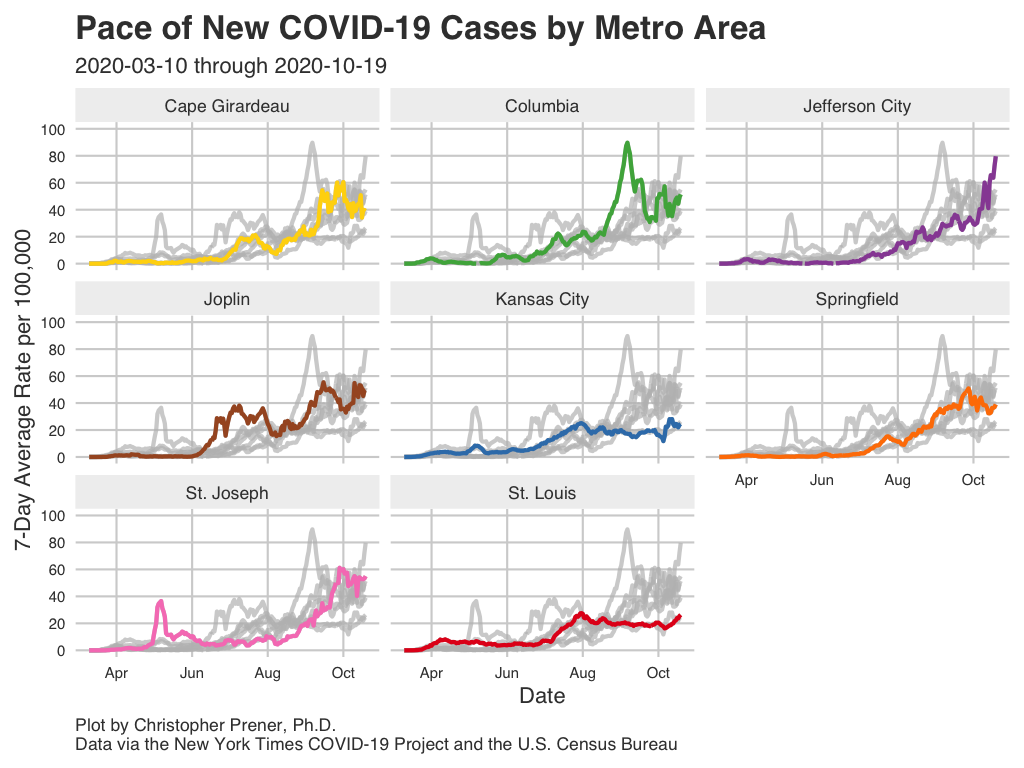 Pace of New COVID-19 Cases by Metro Area
2020-03-10 through 2020-10-19
Cape Girardeau
Columbia
Jefferson City
100
80
60
40
20
0
Joplin
Kansas City
Springfield
100
80
60
40
20
0
Apr
Jun
Aug
Oct
St. Joseph
St. Louis
100
80
60
40
20
0
Apr
Jun
Aug
Oct
Apr
Jun
Aug
Oct
7-Day Average Rate per 100,000
Date
Plot by Christopher Prener, Ph.D.
Data via the New York Times COVID-19 Project and the U.S. Census Bureau